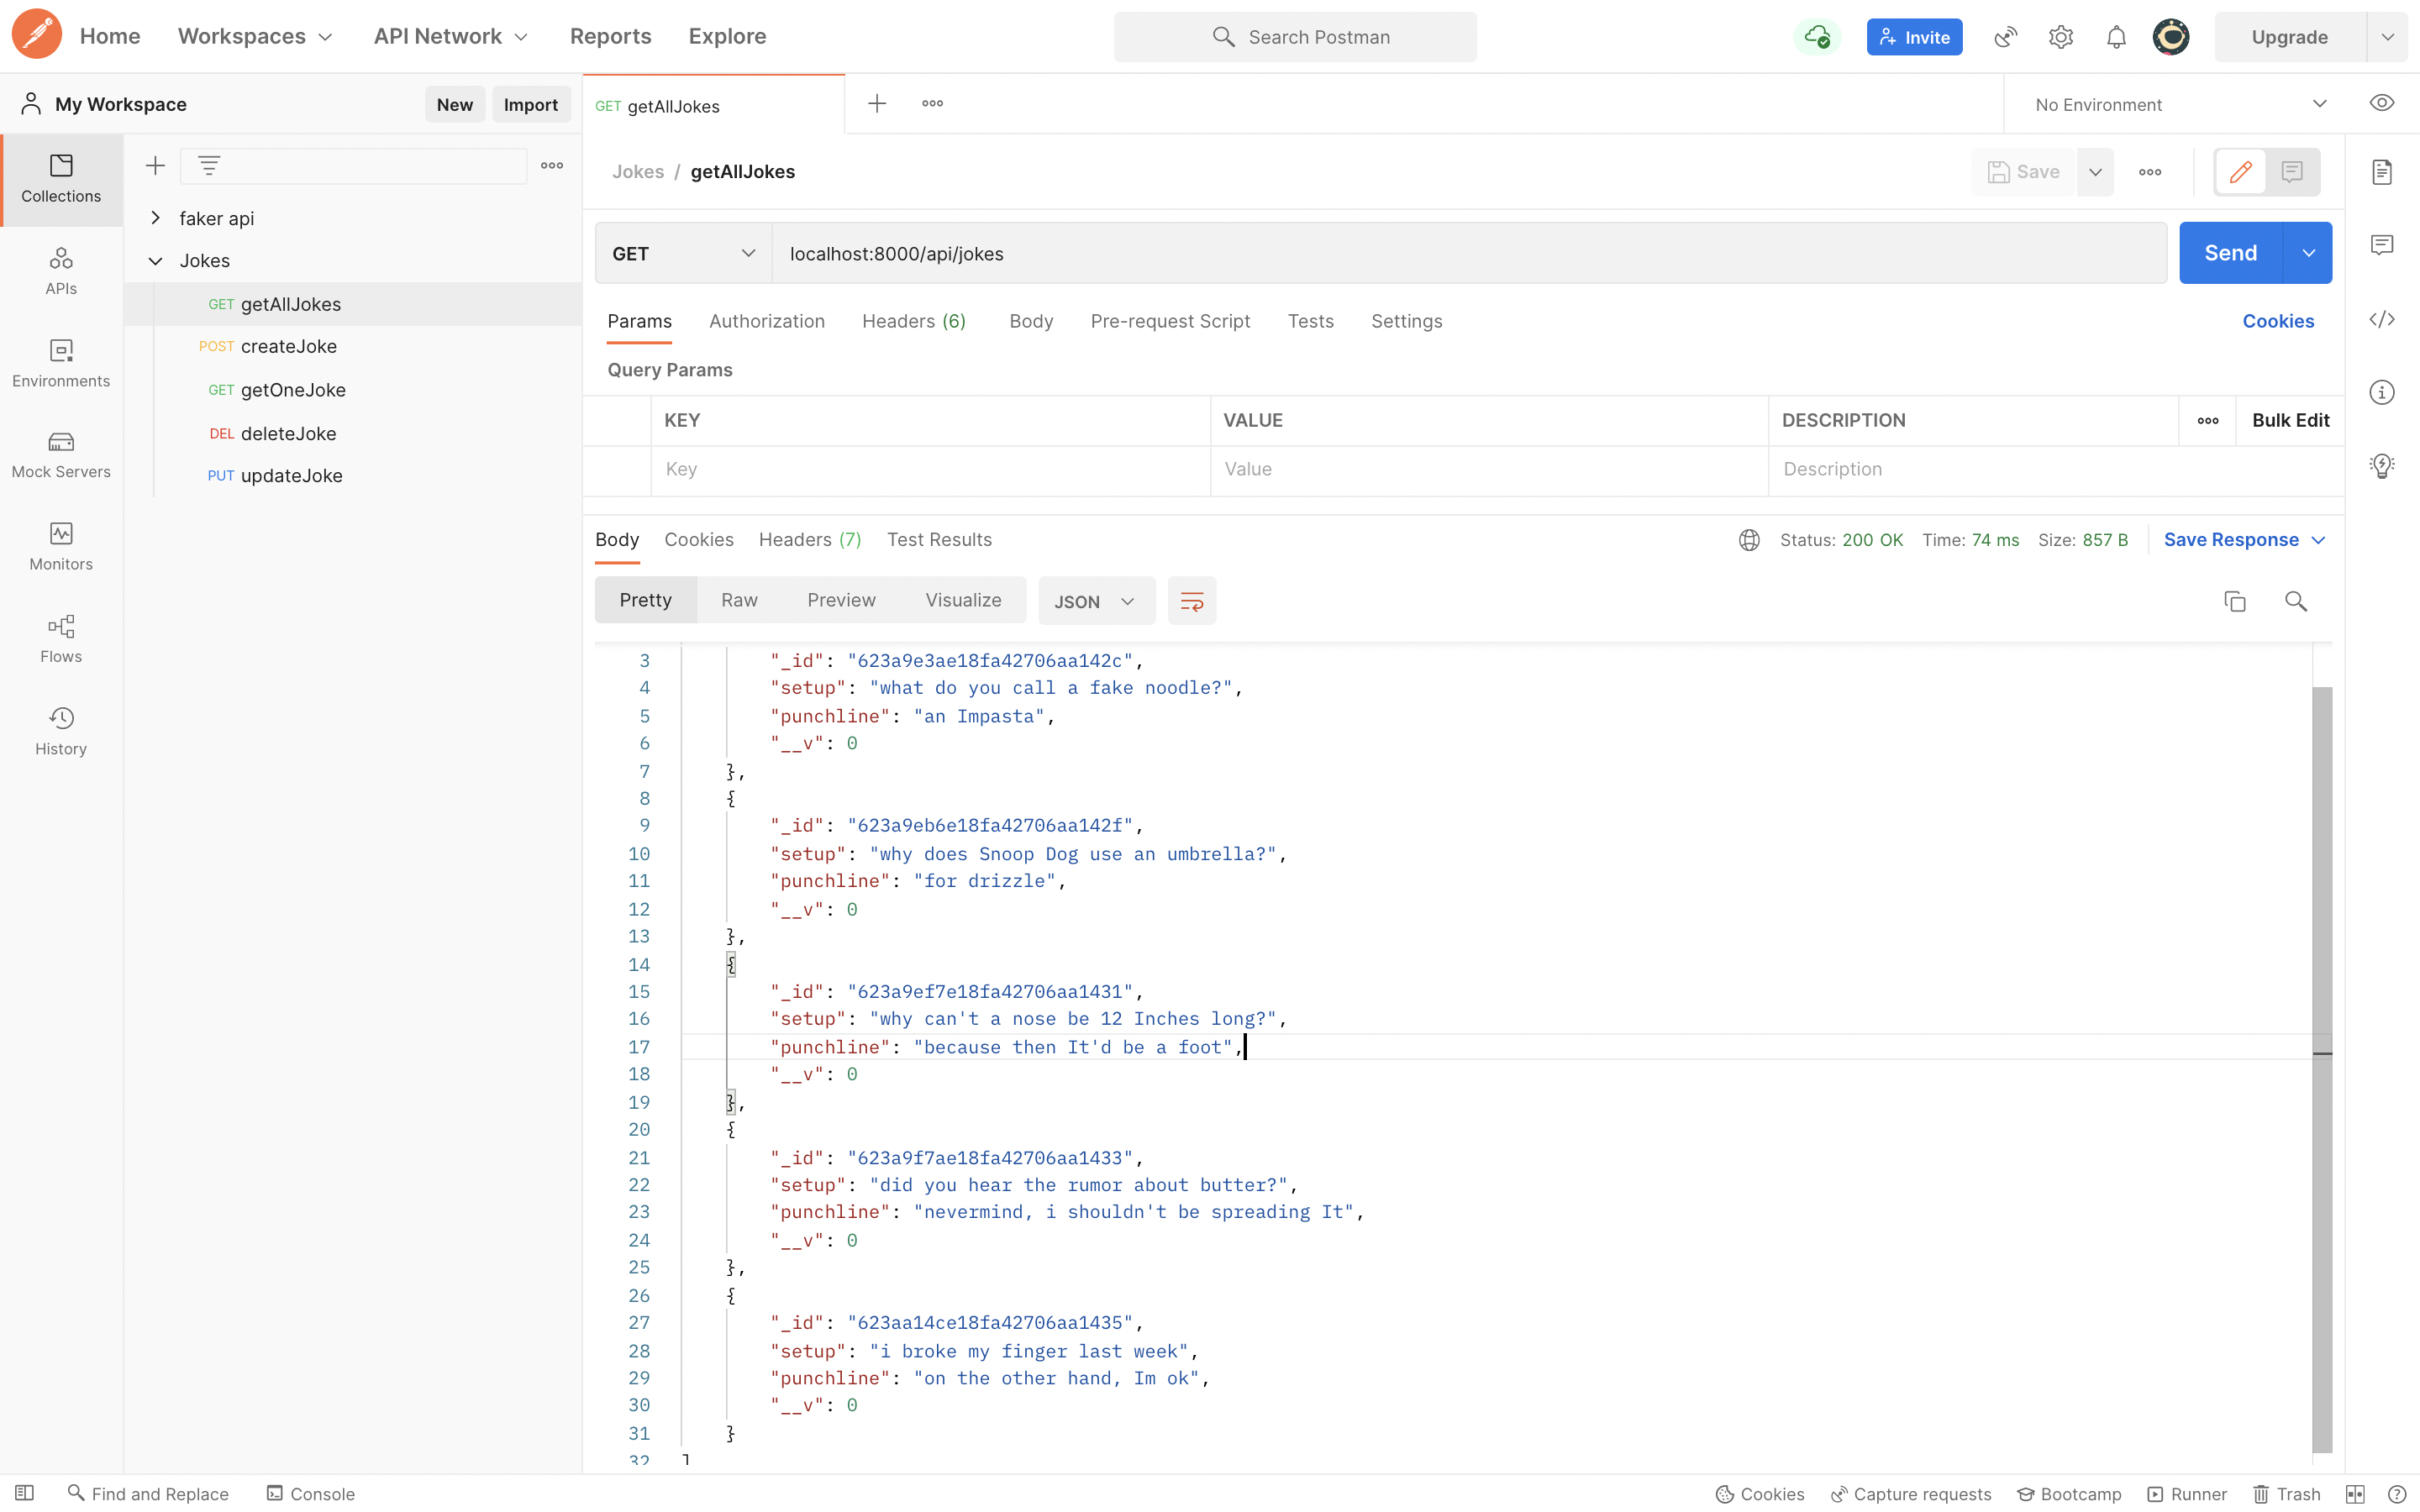 Home Workspaces API Network Reports Explore Search Postman Invite Upgrade
My Workspace New Import GET getAllJokes No Environment
Collections
APIs
Environments
Mock Servers
Monitors
Flows
History
faker api
Jokes
GET getAllJokes
POST createJoke
GET getOneJoke
DEL deleteJoke
PUT updateJoke
Jokes / getAllJokes Save
GET localhost:8000/api/jokes Send
Params Authorization Headers (6) Body Pre-request Script Tests Settings Cookies
Query Params
KEY VALUE DESCRIPTION Bulk Edit
Key Value Description
Body Cookies Headers (7) Test Results Status: 200 OK Time: 74 ms Size: 857 B Save Response
Pretty Raw Preview Visualize JSON
3 "_id": "623a9e3ae18fa42706aa142c",
4 "setup": "what do you call a fake noodle?",
5 "punchline": "an Impasta",
6 "__v": 0
7 },
8 {
9 "_id": "623a9eb6e18fa42706aa142f",
10 "setup": "why does Snoop Dog use an umbrella?",
11 "punchline": "for drizzle",
12 "__v": 0
13 },
14 {
15 "_id": "623a9ef7e18fa42706aa1431",
16 "setup": "why can't a nose be 12 Inches long?",
17 "punchline": "because then It'd be a foot",
18 "__v": 0
19 },
20 {
21 "_id": "623a9f7ae18fa42706aa1433",
22 "setup": "did you hear the rumor about butter?",
23 "punchline": "nevermind, i shouldn't be spreading It",
24 "__v": 0
25 },
26 {
27 "_id": "623aa14ce18fa42706aa1435",
28 "setup": "i broke my finger last week",
29 "punchline": "on the other hand, Im ok",
30 "__v": 0
31 }
32 ]
Find and Replace Console Cookies Capture requests Bootcamp Runner Trash